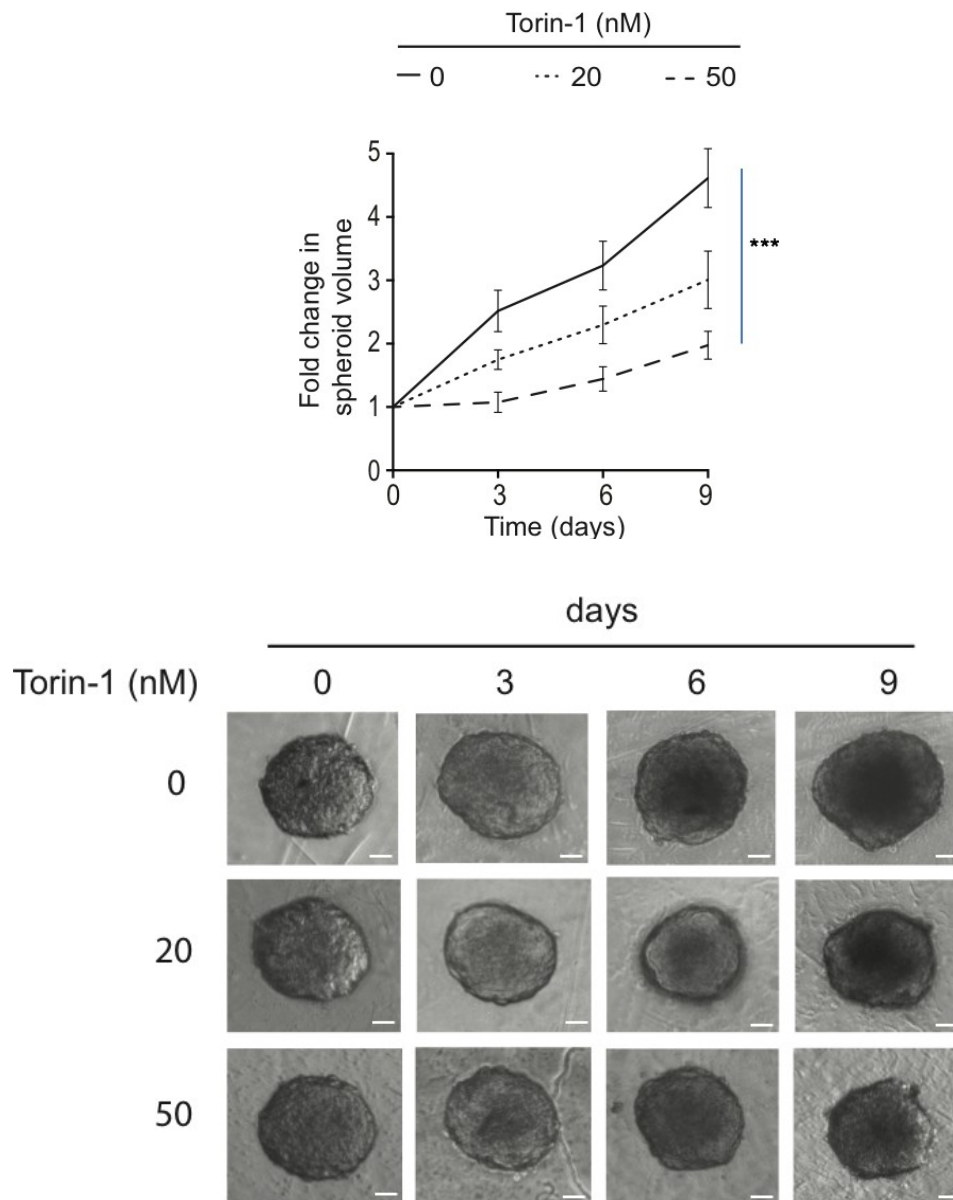 Torin-1 (nM)
0 20 50
5
4
3
2
1
0
Fold change in
spheroid volume
***
0 3 6 9
Time (days)
days
Torin-1 (nM) 0 3 6 9
0
20
50